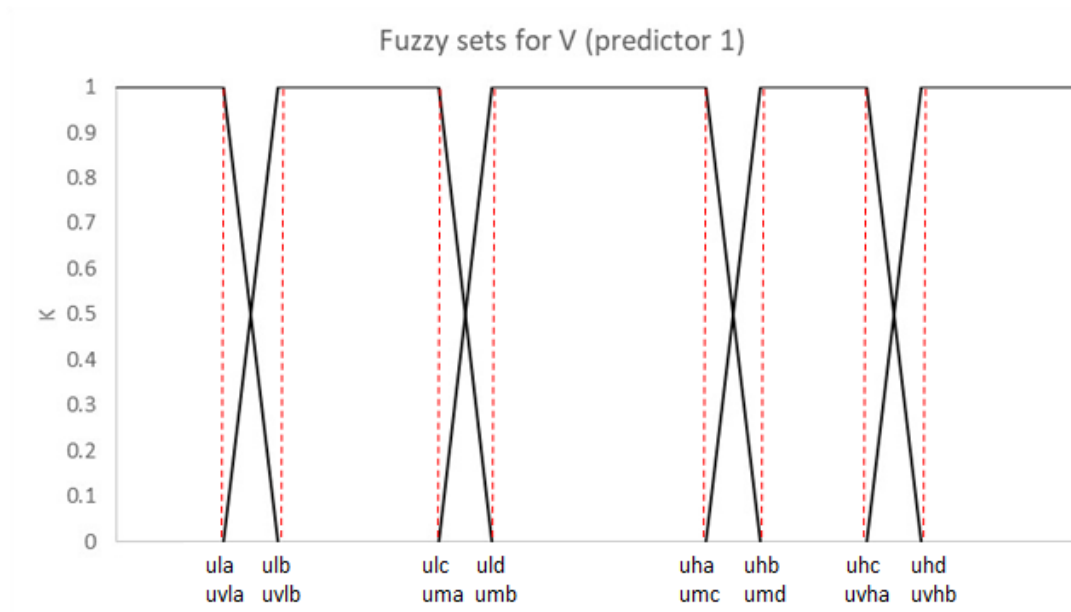 Fuzzy sets for V (predictor 1)
1
0.9
0.8
0.7
0.6
0.5
0.4
0.3
0.2
0.1
0
K
ula ulb ulc uld uha uhb uhc uhd
uvla uvlb uma umb umc umd uvha uvhb